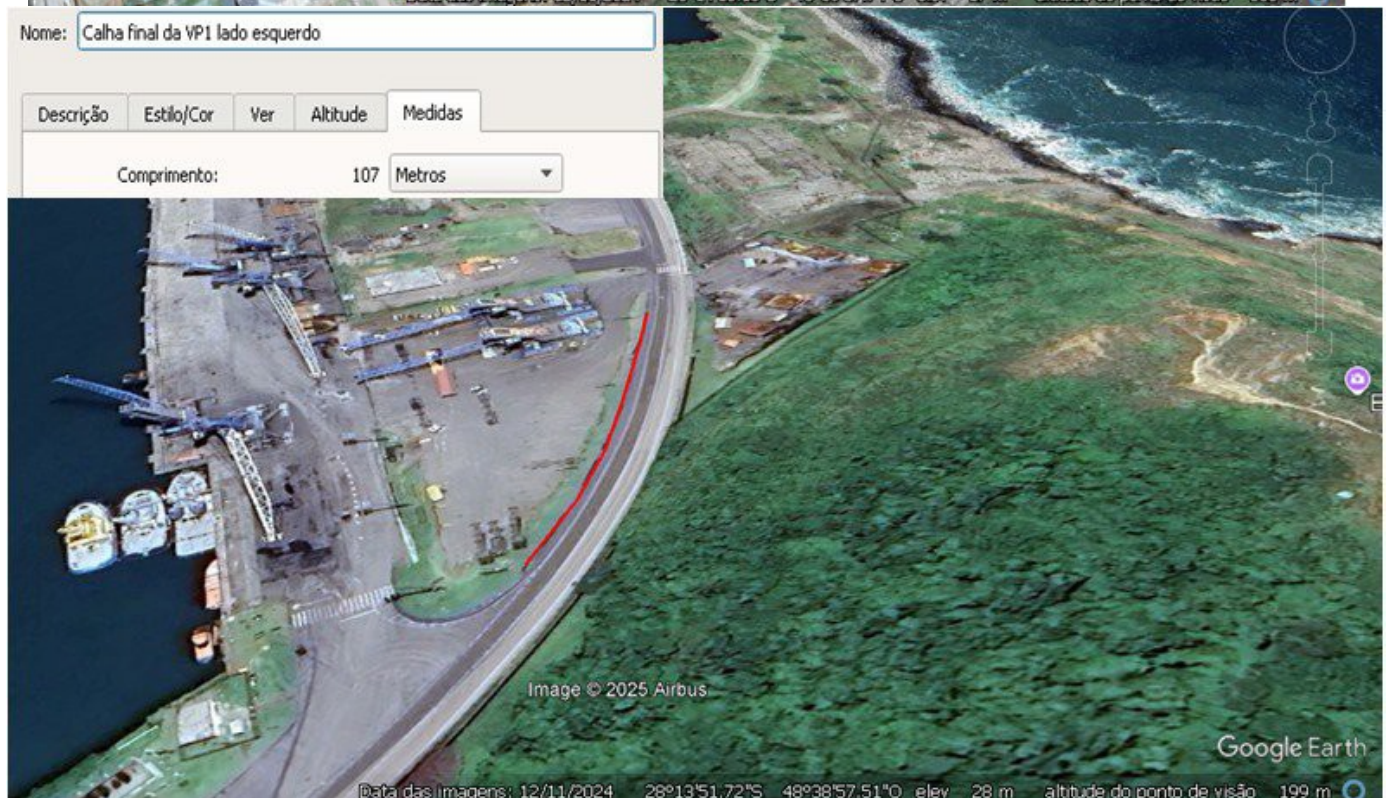 Nome: Calha final da VP1 lado esquerdo
Descrição Estilo/Cor Ver Altitude Medidas
Comprimento: 107 Metros
Image © 2025 Airbus
Google Earth
Data das imagens: 12/11/2024 28°13'51.72"S 48°38'57.51"O elev 28 m altitude do ponto de visão 199 m